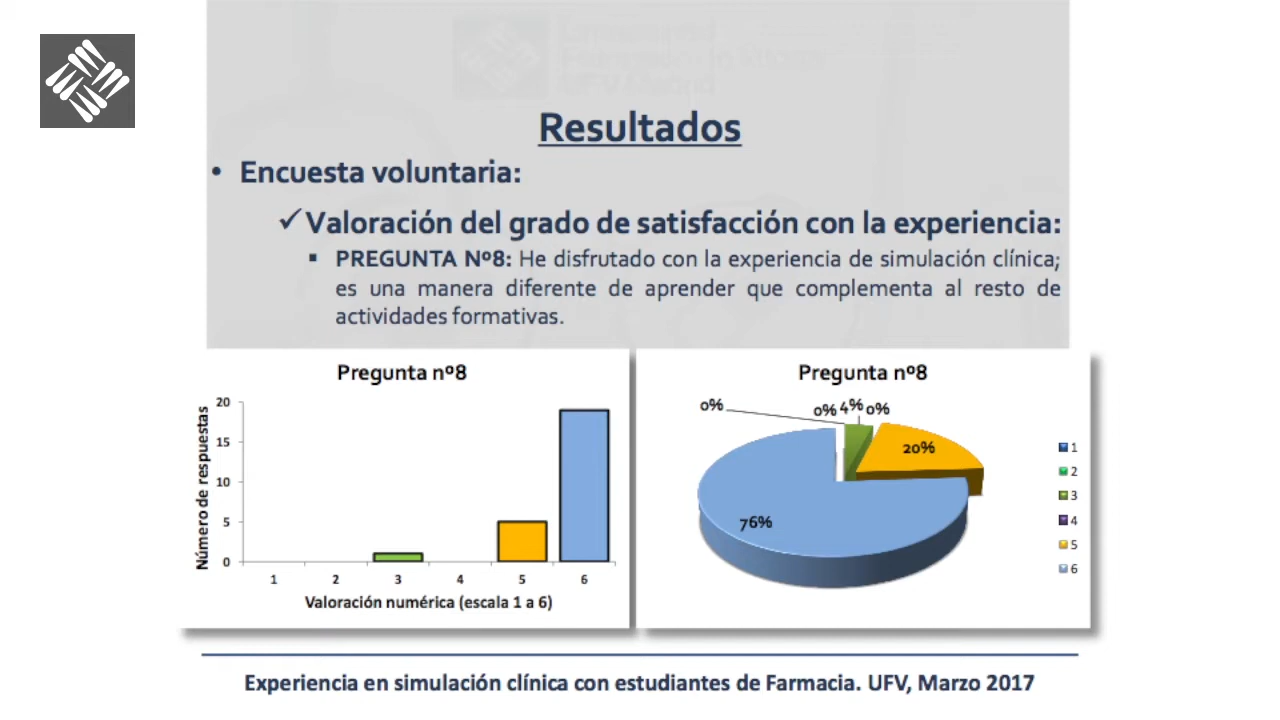 Resultados
• Encuesta voluntaria:
✓ Valoración del grado de satisfacción con la experiencia:
▪ PREGUNTA Nº8: He disfrutado con la experiencia de simulación clínica;
es una manera diferente de aprender que complementa al resto de
actividades formativas.
Pregunta nº8
Número de respuestas
20
15
10
5
0
1 2 3 4 5 6
Valoración numérica (escala 1 a 6)
Pregunta nº8
0% 0% 4% 0%
20%
76%
1
2
3
4
5
6
Experiencia en simulación clínica con estudiantes de Farmacia. UFV, Marzo 2017